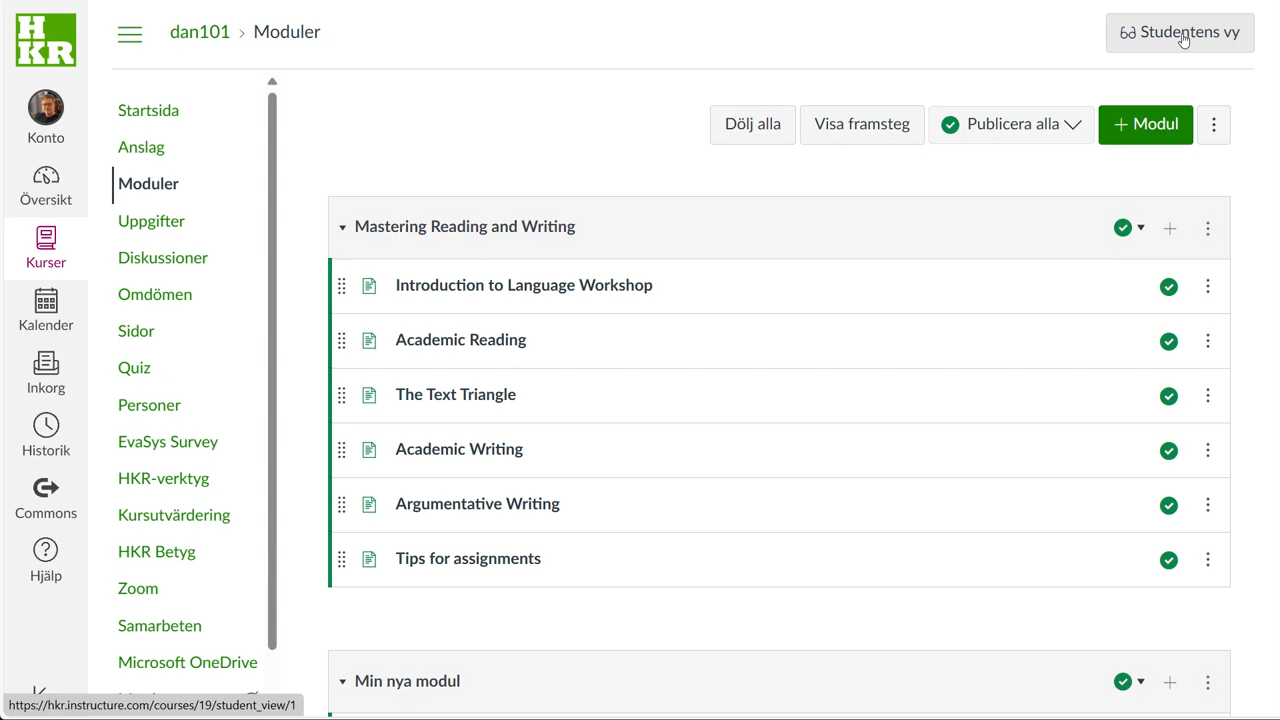 HKR
dan101 › Moduler
Studentens vy
Konto
Översikt
Kurser
Kalender
Inkorg
Historik
Commons
Hjälp
Startsida
Anslag
Moduler
Uppgifter
Diskussioner
Omdömen
Sidor
Quiz
Personer
EvaSys Survey
HKR-verktyg
Kursutvärdering
HKR Betyg
Zoom
Samarbeten
Microsoft OneDrive
Dölj alla
Visa framsteg
Publicera alla
+ Modul
Mastering Reading and Writing
Introduction to Language Workshop
Academic Reading
The Text Triangle
Academic Writing
Argumentative Writing
Tips for assignments
Min nya modul
https://hkr.instructure.com/courses/19/student_view/1